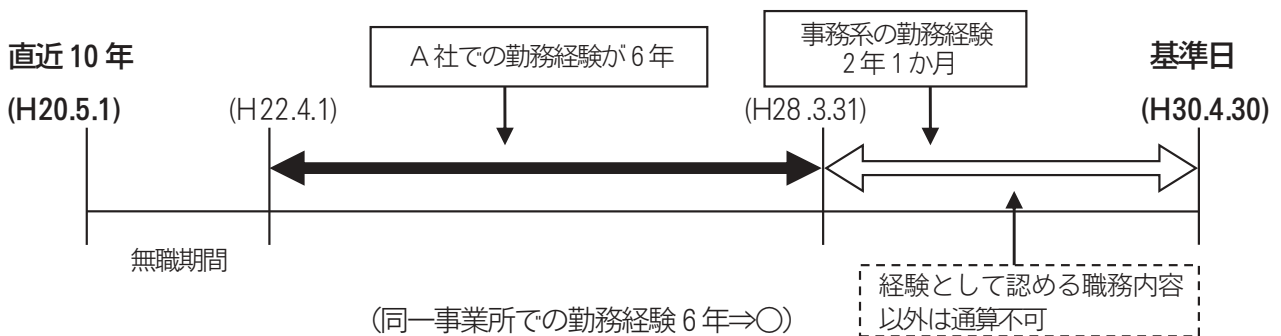 直近10年
A社での勤務経験が6年
事務系の勤務経験
2年1か月
基準日
(H20.5.1)
(H22.4.1)
(H28.3.31)
(H30.4.30)
無職期間
経験として認める職務内容
以外は通算不可
(同一事業所での勤務経験6年⇒○)